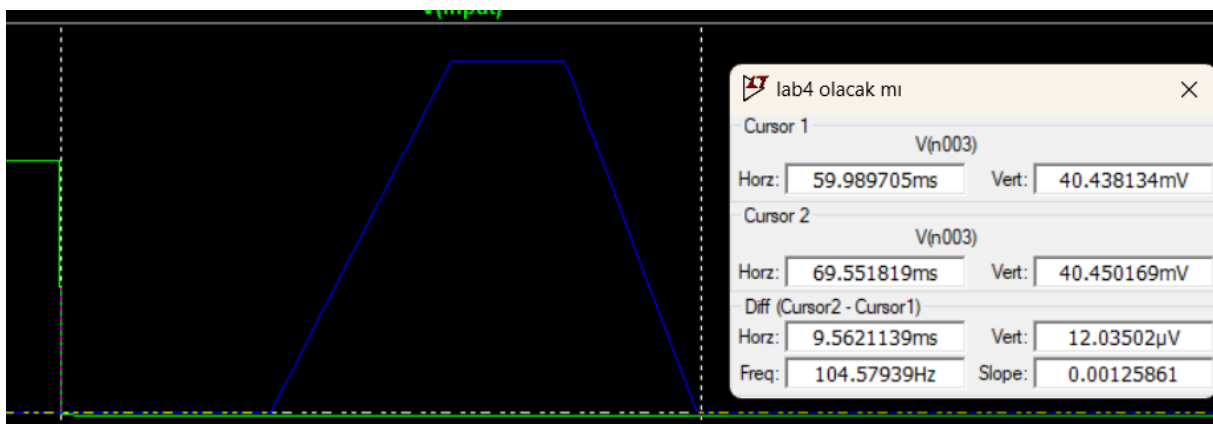 V(input)
lab4 olacak mı
Cursor 1
V(n003)
Horz: 59.989705ms Vert: 40.438134mV
Cursor 2
V(n003)
Horz: 69.551819ms Vert: 40.450169mV
Diff (Cursor2 - Cursor1)
Horz: 9.5621139ms Vert: 12.03502µV
Freq: 104.57939Hz Slope: 0.00125861